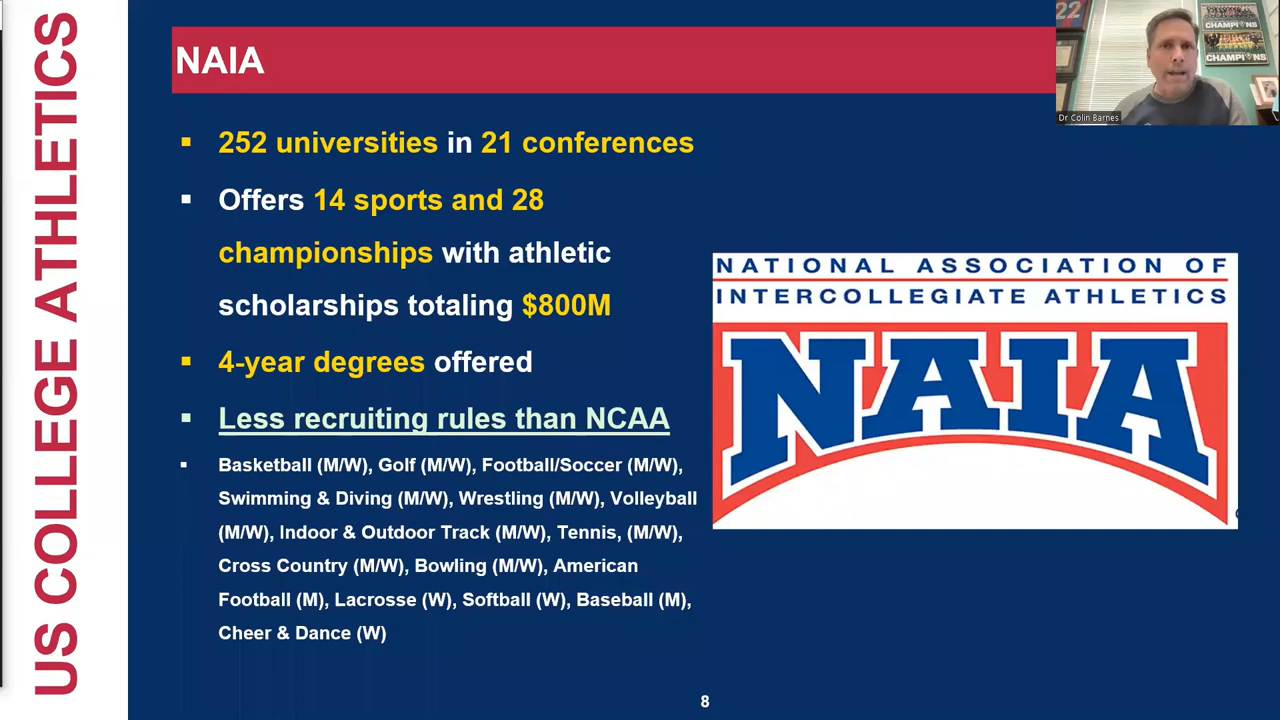 US COLLEGE ATHLETICS
NAIA
252 universities in 21 conferences
Offers 14 sports and 28
championships with athletic
scholarships totaling $800M
4-year degrees offered
Less recruiting rules than NCAA
Basketball (M/W), Golf (M/W), Football/Soccer (M/W),
Swimming & Diving (M/W), Wrestling (M/W), Volleyball
(M/W), Indoor & Outdoor Track (M/W), Tennis, (M/W),
Cross Country (M/W), Bowling (M/W), American
Football (M), Lacrosse (W), Softball (W), Baseball (M),
Cheer & Dance (W)
NATIONAL ASSOCIATION OF
INTERCOLLEGIATE ATHLETICS
NAIA
8
22
CHAMPIONS
CHAMPIONS
Dr Colin Barnes